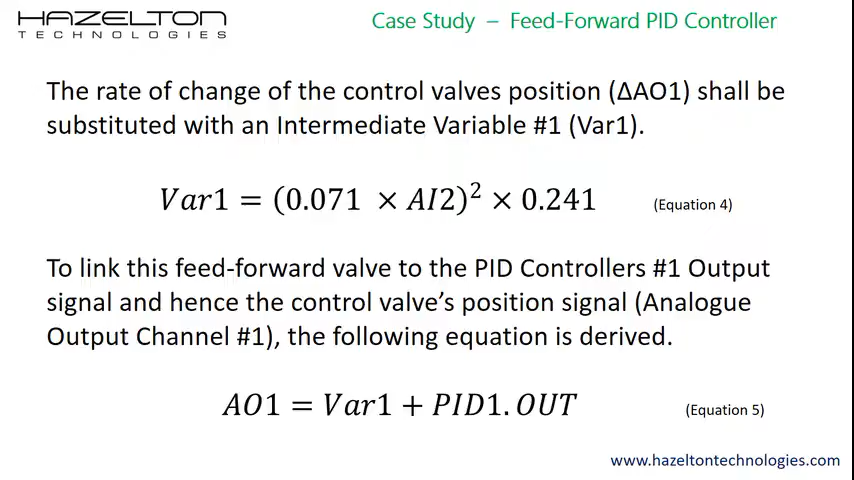 HAZELTON
TECHNOLOGIES
Case Study – Feed-Forward PID Controller
The rate of change of the control valves position (ΔAO1) shall be
substituted with an Intermediate Variable #1 (Var1).
Var1 = (0.071 × AI2)² × 0.241
(Equation 4)
To link this feed-forward valve to the PID Controllers #1 Output
signal and hence the control valve’s position signal (Analogue
Output Channel #1), the following equation is derived.
AO1 = Var1 + PID1.OUT
(Equation 5)
www.hazeltontechnologies.com